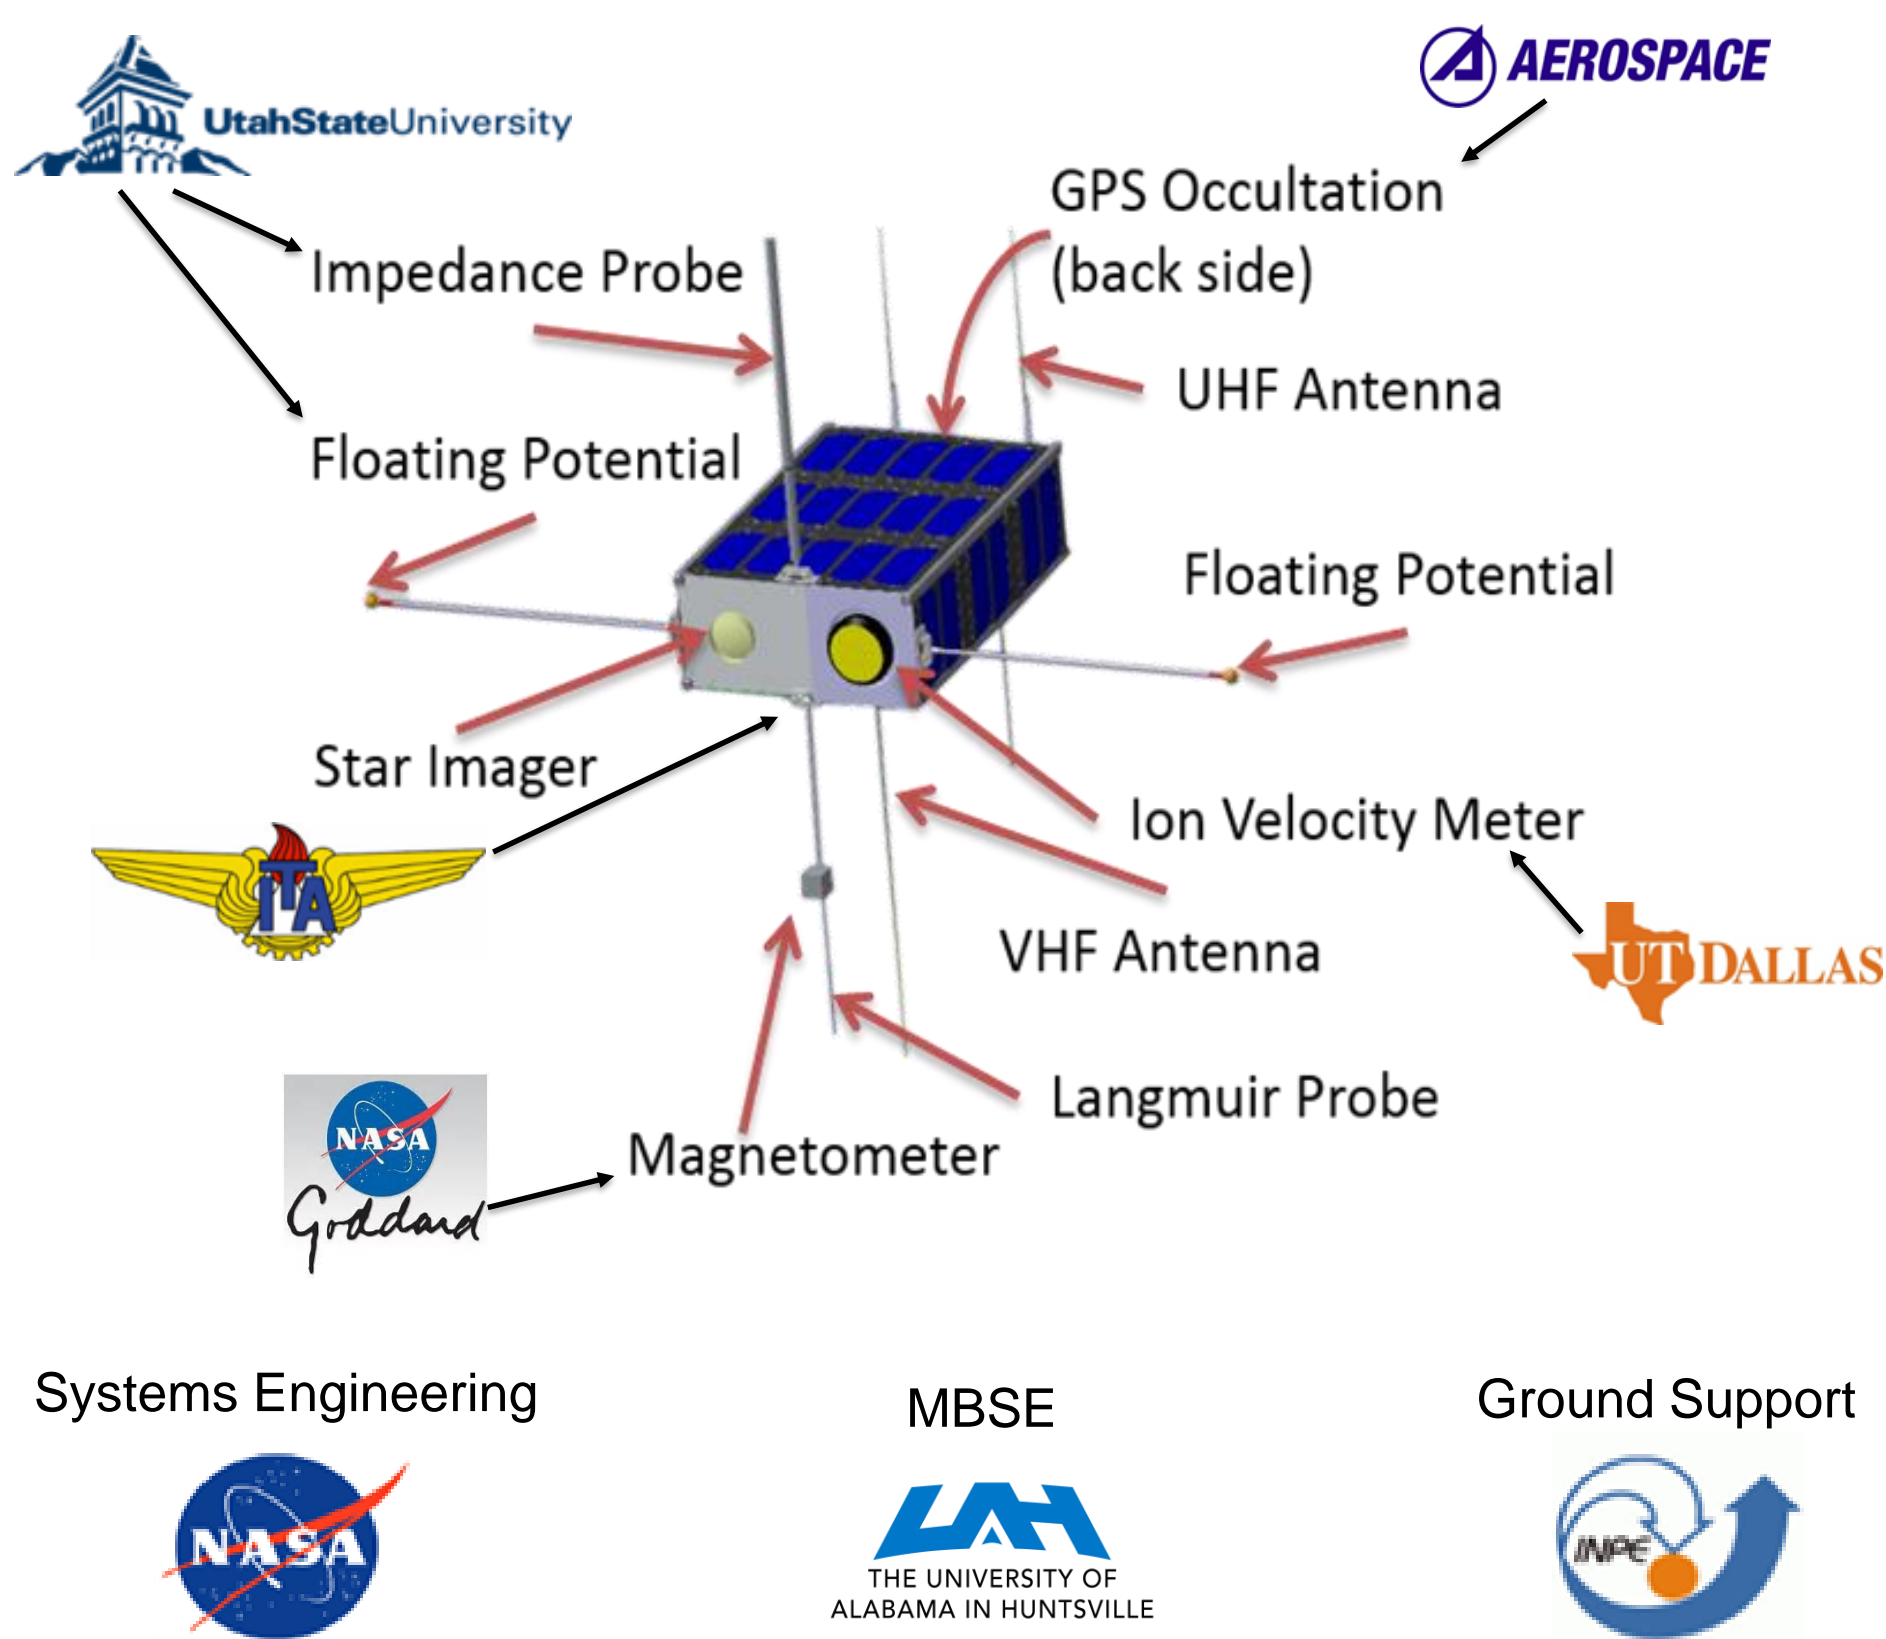 UtahStateUniversity
AEROSPACE
GPS Occultation
(back side)
Impedance Probe
UHF Antenna
Floating Potential
Floating Potential
Star Imager
Ion Velocity Meter
ITA
VHF Antenna
UT DALLAS
Langmuir Probe
NASA
Goddard
Magnetometer
Systems Engineering
MBSE
Ground Support
NASA
UAH
THE UNIVERSITY OF
ALABAMA IN HUNTSVILLE
INPE